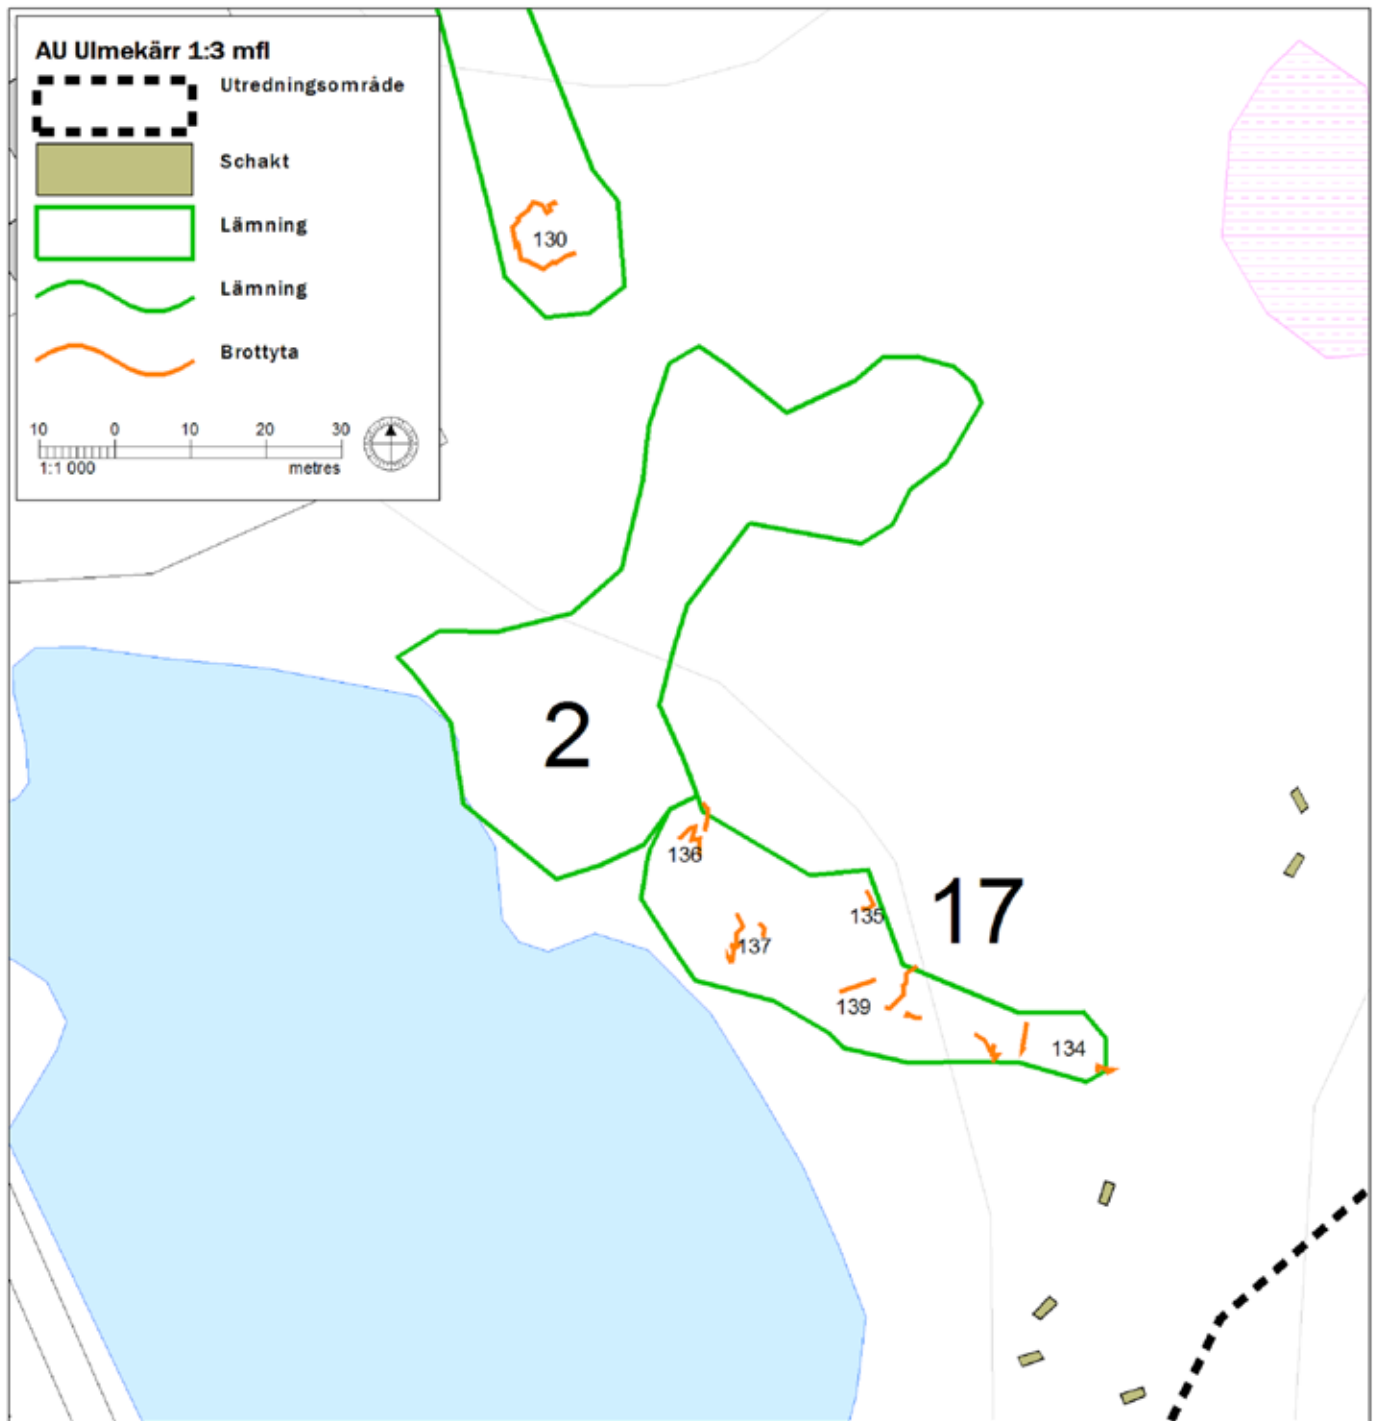 AU Ulmekärr 1:3 mfl
Utredningsområde
Schakt
Lämning
Lämning
Brottyta
10 0 10 20 30
1:1 000 metres
130
2
136
135
17
137
139
134